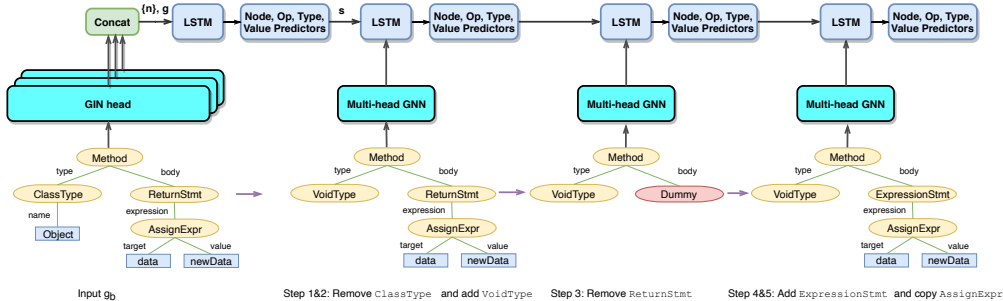 {n}, g
s
Concat
LSTM
Node, Op, Type,
Value Predictors
LSTM
Node, Op, Type,
Value Predictors
LSTM
Node, Op, Type,
Value Predictors
LSTM
Node, Op, Type,
Value Predictors
GIN head
Multi-head GNN
Multi-head GNN
Multi-head GNN
Method
type
body
ClassType
ReturnStmt
name
expression
Object
AssignExpr
target
value
data
newData
Method
type
body
VoidType
ReturnStmt
expression
AssignExpr
target
value
data
newData
Method
type
body
VoidType
Dummy
Method
type
body
VoidType
ExpressionStmt
expression
AssignExpr
target
value
data
newData
Input gb
Step 1&2: Remove ClassType and add VoidType
Step 3: Remove ReturnStmt
Step 4&5: Add ExpressionStmt and copy AssignExpr